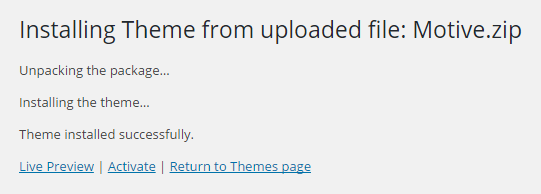 Installing Theme from uploaded file: Motive.zip
Unpacking the package…
Installing the theme…
Theme installed successfully.
Live Preview | Activate | Return to Themes page